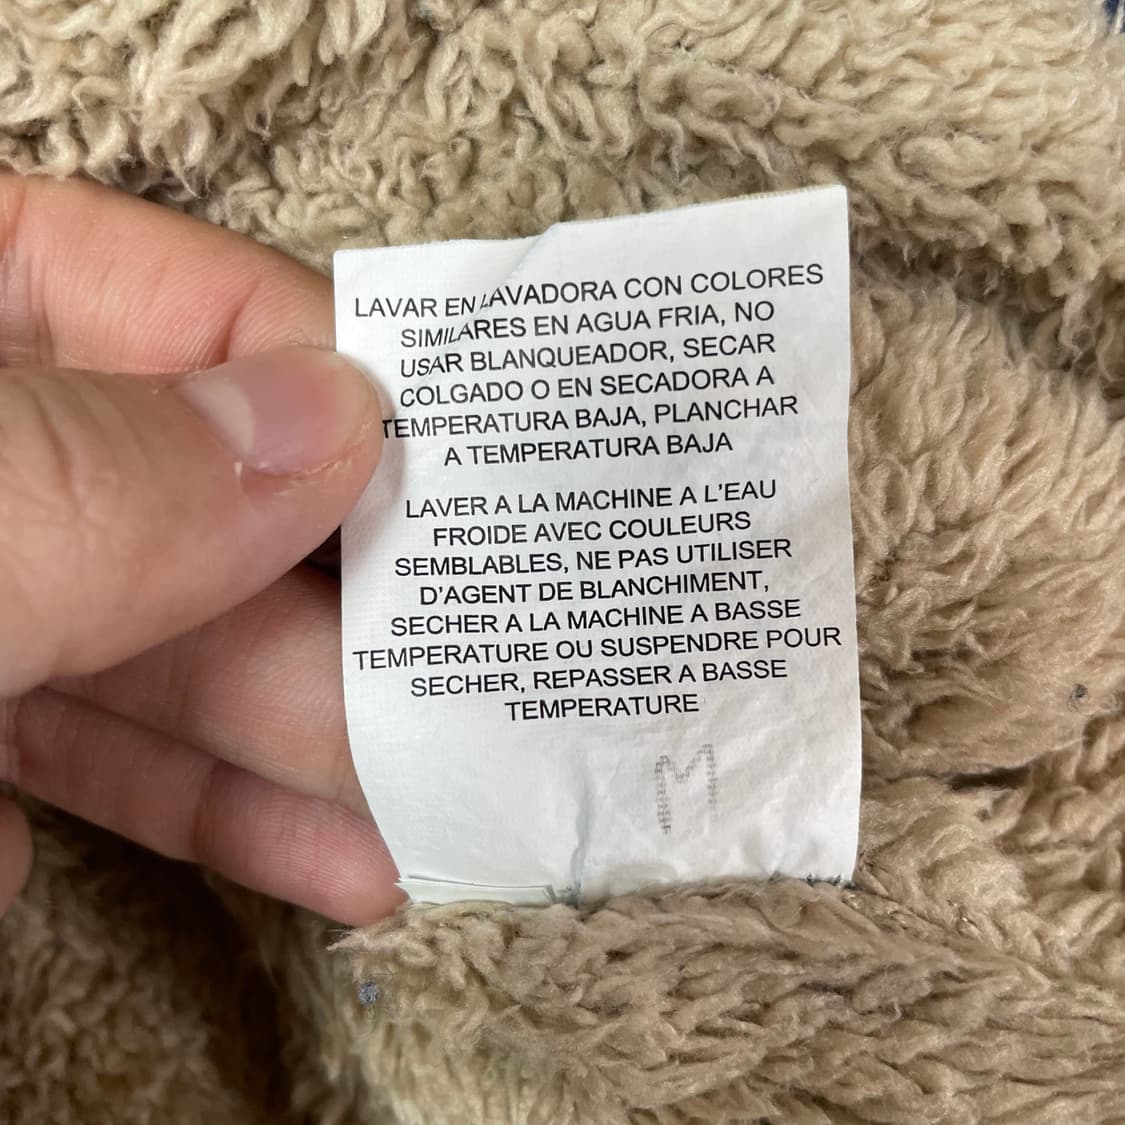 LAVAR EN LAVADORA CON COLORES
SIMILARES EN AGUA FRIA, NO
USAR BLANQUEADOR, SECAR
COLGADO O EN SECADORA A
TEMPERATURA BAJA, PLANCHAR
A TEMPERATURA BAJA
LAVER A LA MACHINE A L'EAU
FROIDE AVEC COULEURS
SEMBLABLES, NE PAS UTILISER
D'AGENT DE BLANCHIMENT,
SECHER A LA MACHINE A BASSE
TEMPERATURE OU SUSPENDRE POUR
SECHER, REPASSER A BASSE
TEMPERATURE
M